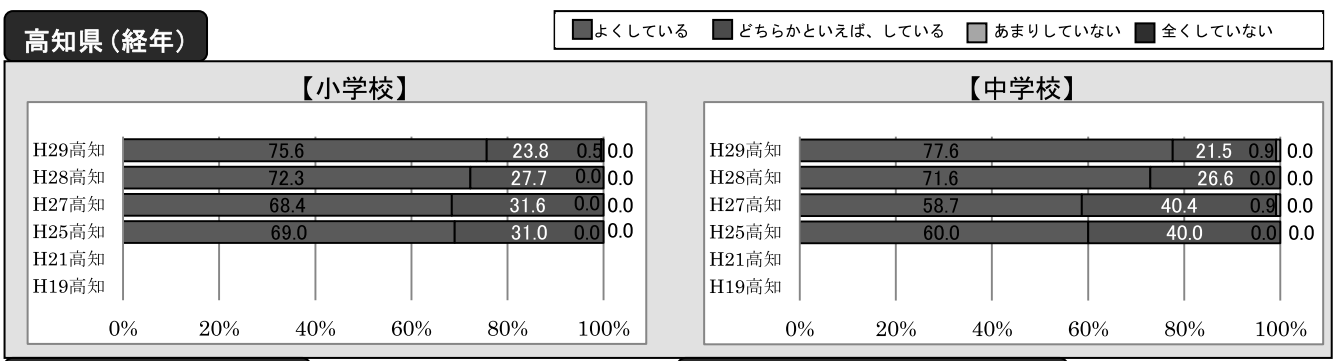 高知県（経年）
よくしている どちらかといえば、している あまりしていない 全くしていない
【小学校】
H29高知 75.6 23.8 0.5 0.0
H28高知 72.3 27.7 0.0 0.0
H27高知 68.4 31.6 0.0 0.0
H25高知 69.0 31.0 0.0 0.0
H21高知
H19高知
0% 20% 40% 60% 80% 100%
【中学校】
H29高知 77.6 21.5 0.9 0.0
H28高知 71.6 26.6 0.0 0.0
H27高知 58.7 40.4 0.9 0.0
H25高知 60.0 40.0 0.0 0.0
H21高知
H19高知
0% 20% 40% 60% 80% 100%